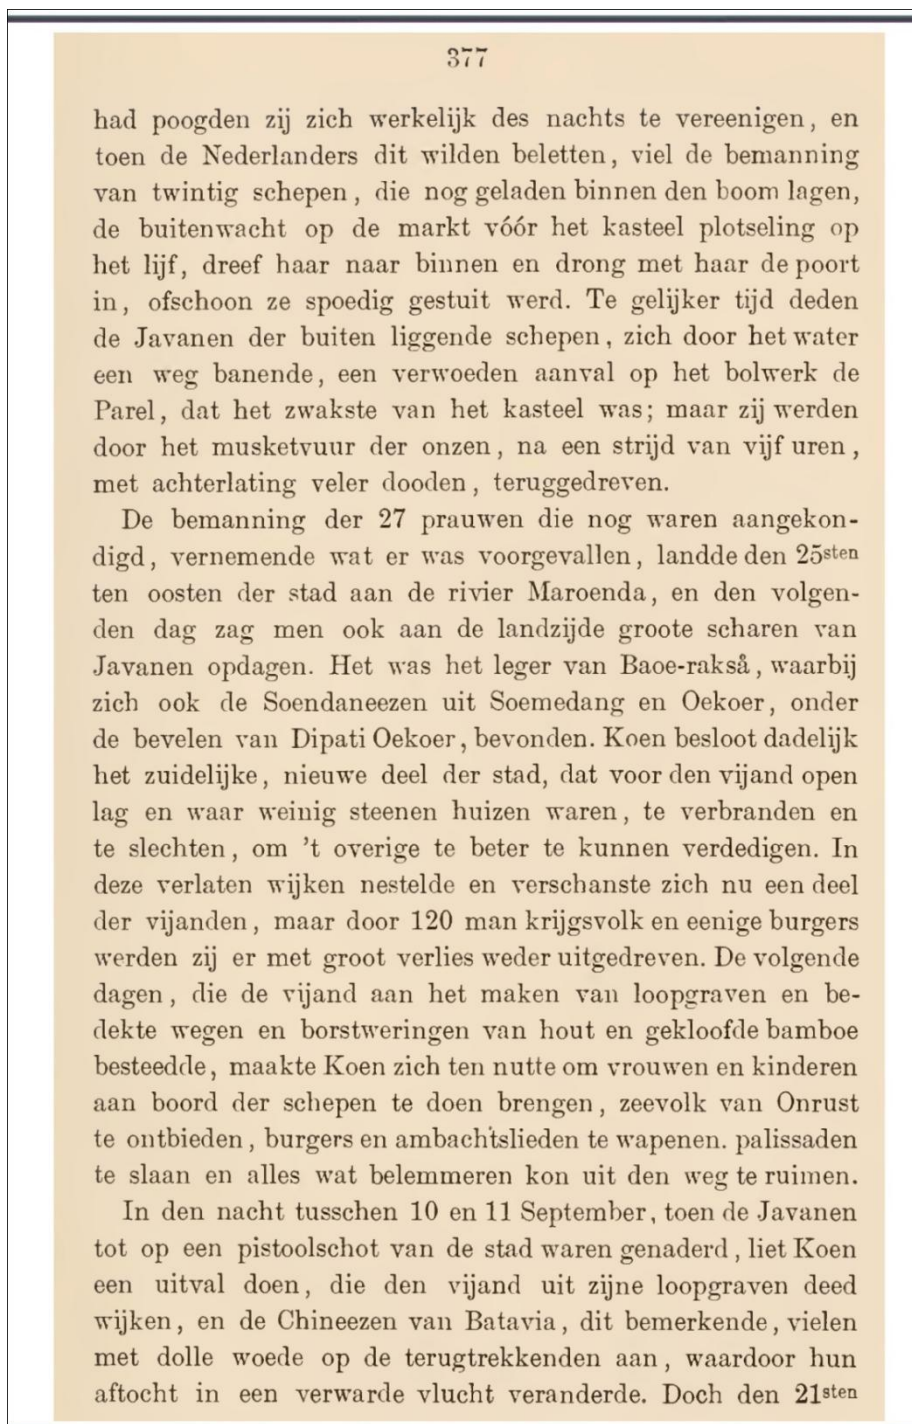 377
had poogden zij zich werkelijk des nachts te vereenigen, en
toen de Nederlanders dit wilden beletten, viel de bemanning
van twintig schepen, die nog geladen binnen den boom lagen,
de buitenwacht op de markt vóór het kasteel plotseling op
het lijf, dreef haar naar binnen en drong met haar de poort
in, ofschoon ze spoedig gestuit werd. Te gelijker tijd deden
de Javanen der buiten liggende schepen, zich door het water
een weg banende, een verwoeden aanval op het bolwerk de
Parel, dat het zwakste van het kasteel was; maar zij werden
door het musketvuur der onzen, na een strijd van vijf uren,
met achterlating veler dooden, teruggedreven.
De bemanning der 27 prauwen die nog waren aangekon-
digd, vernemende wat er was voorgevallen, landde den 25sten
ten oosten der stad aan de rivier Maroenda, en den volgen-
den dag zag men ook aan de landzijde groote scharen van
Javanen opdagen. Het was het leger van Baoe-rakså, waarbij
zich ook de Soendaneezen uit Soemedang en Oekoer, onder
de bevelen van Dipati Oekoer, bevonden. Koen besloot dadelijk
het zuidelijke, nieuwe deel der stad, dat voor den vijand open
lag en waar weinig steenen huizen waren, te verbranden en
te slechten, om 't overige te beter te kunnen verdedigen. In
deze verlaten wijken nestelde en verschanste zich nu een deel
der vijanden, maar door 120 man krijgsvolk en eenige burgers
werden zij er met groot verlies weder uitgedreven. De volgende
dagen, die de vijand aan het maken van loopgraven en be-
dekte wegen en borstweringen van hout en gekloofde bamboe
besteedde, maakte Koen zich ten nutte om vrouwen en kinderen
aan boord der schepen te doen brengen, zeevolk van Onrust
te ontbieden, burgers en ambachtslieden te wapenen. palissaden
te slaan en alles wat belemmeren kon uit den weg te ruimen.
In den nacht tusschen 10 en 11 September, toen de Javanen
tot op een pistoolschot van de stad waren genaderd, liet Koen
een uitval doen, die den vijand uit zijne loopgraven deed
wijken, en de Chineezen van Batavia, dit bemerkende, vielen
met dolle woede op de terugtrekkenden aan, waardoor hun
aftocht in een verwarde vlucht veranderde. Doch den 21sten